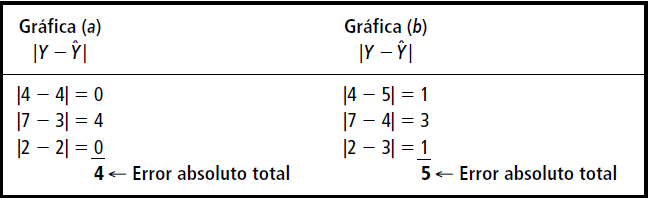 Gráfica (a) Gráfica (b)
|Y – Ŷ| |Y – Ŷ|
|4 – 4| = 0 |4 – 5| = 1
|7 – 3| = 4 |7 – 4| = 3
|2 – 2| = 0 |2 – 3| = 1
4 ← Error absoluto total 5 ← Error absoluto total